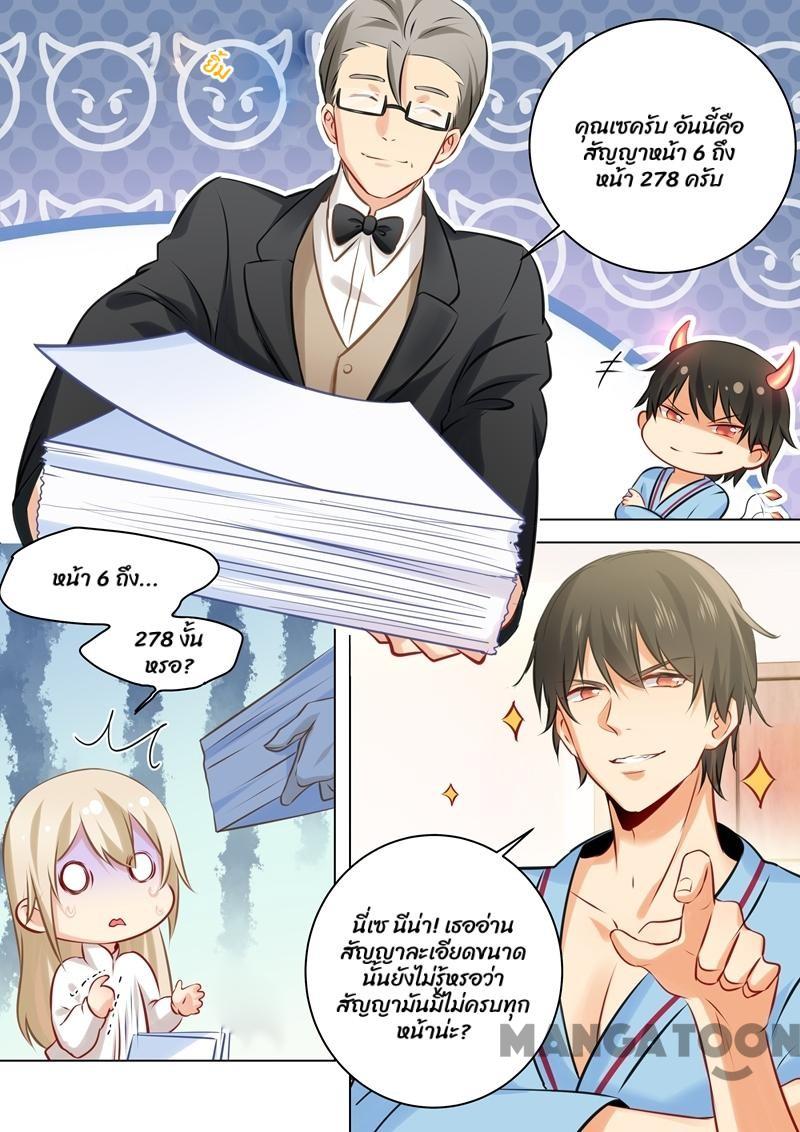 ยิ้ม
คุณเซครับ อันนี้คือ
สัญญาหน้า 6 ถึง
หน้า 278 ครับ
หน้า 6 ถึง...
278 งั้น
หรอ?
นี่เซ นีน่า! เธออ่าน
สัญญาละเอียดขนาด
นั้นยังไม่รู้หรอว่า
สัญญามันมีไม่ครบทุก
หน้าน่ะ?
MANGATOON